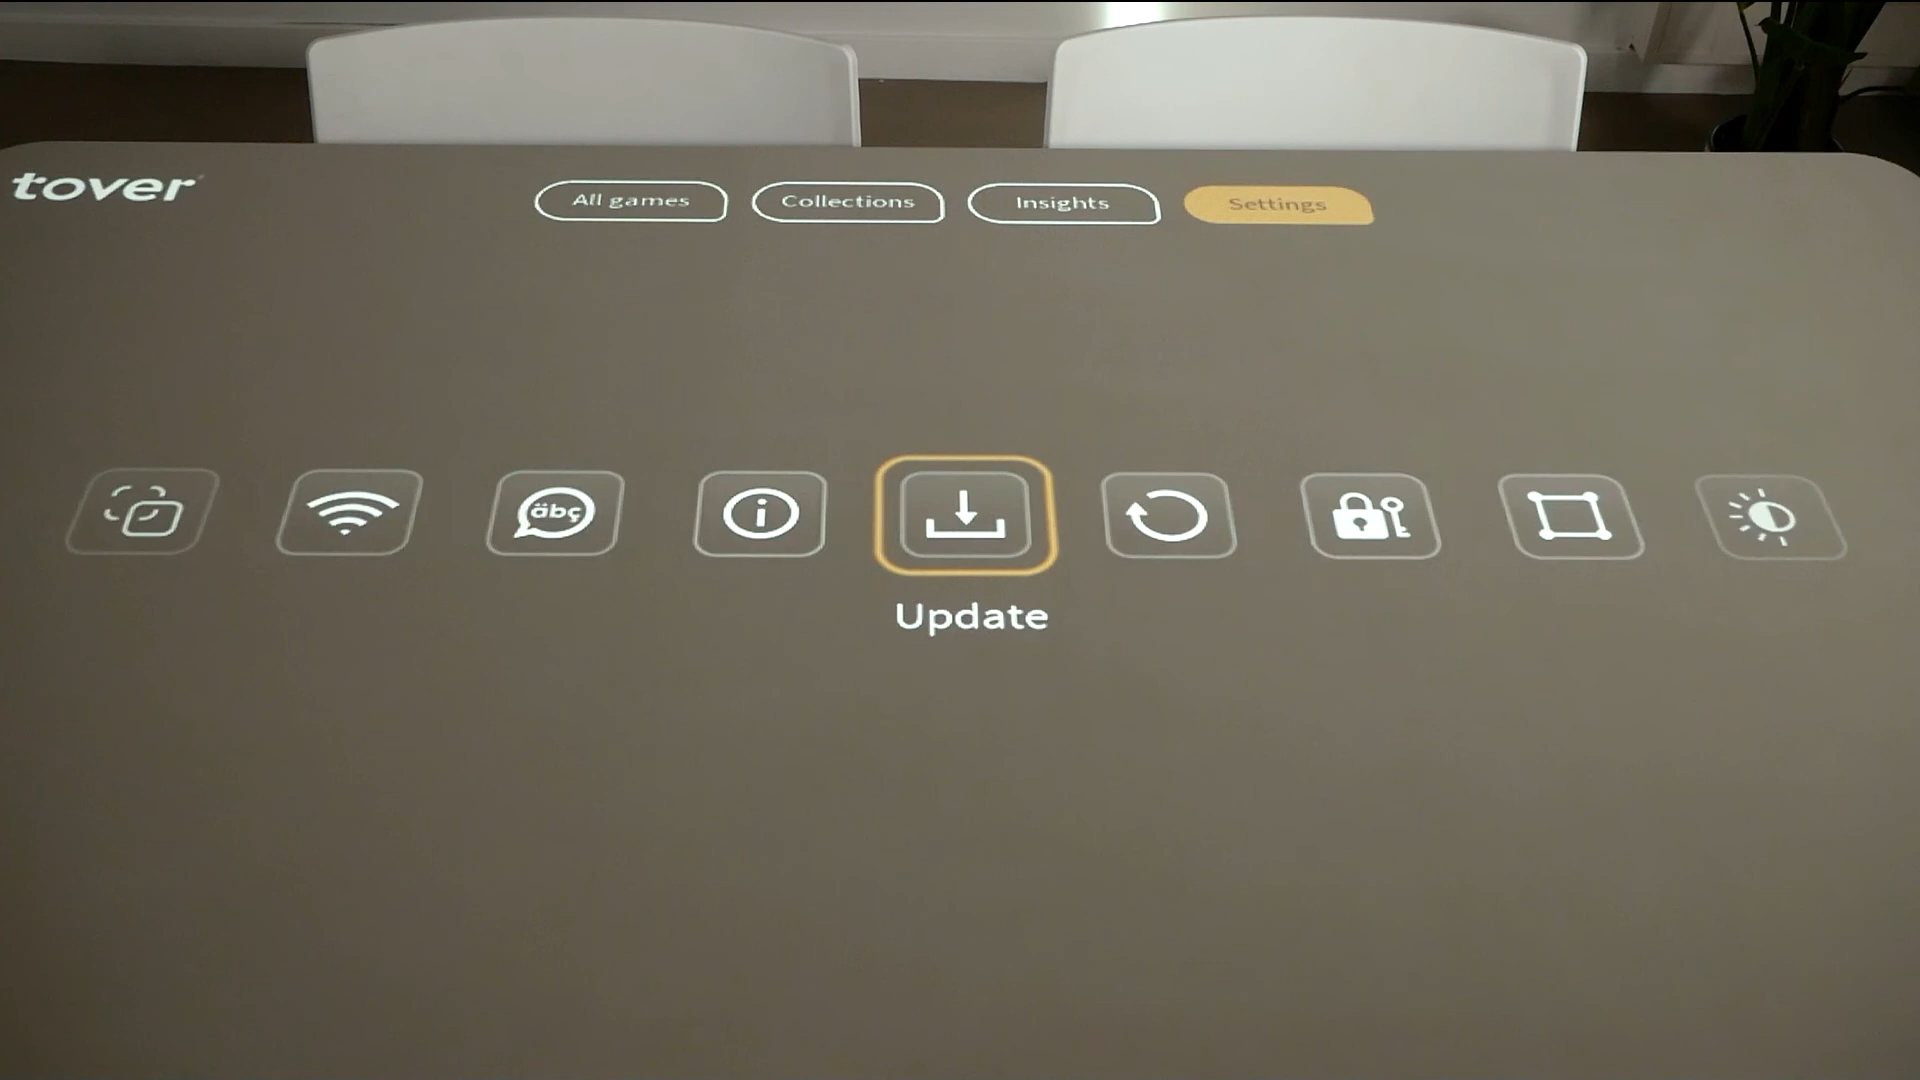 tover
All games
Collections
Insights
Settings
äbç
Update